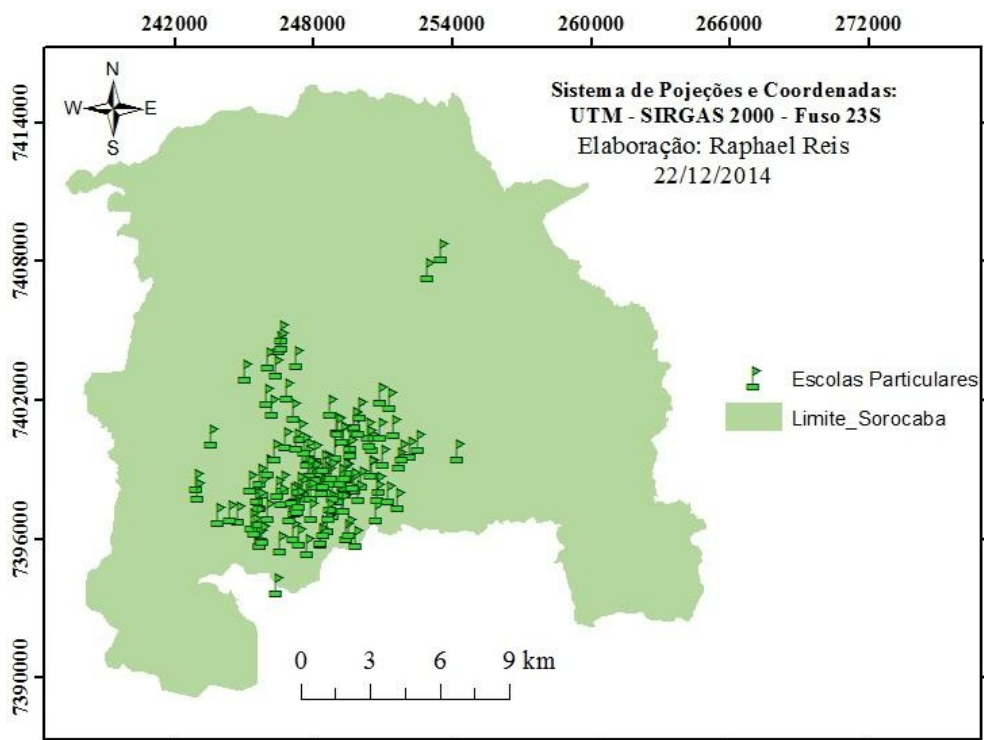 242000 248000 254000 260000 266000 272000
N
W E
S
Sistema de Pojeções e Coordenadas:
UTM - SIRGAS 2000 - Fuso 23S
Elaboração: Raphael Reis
22/12/2014
7414000
7408000
7402000
7396000
7390000
Escolas Particulares
Limite_Sorocaba
0 3 6 9 km